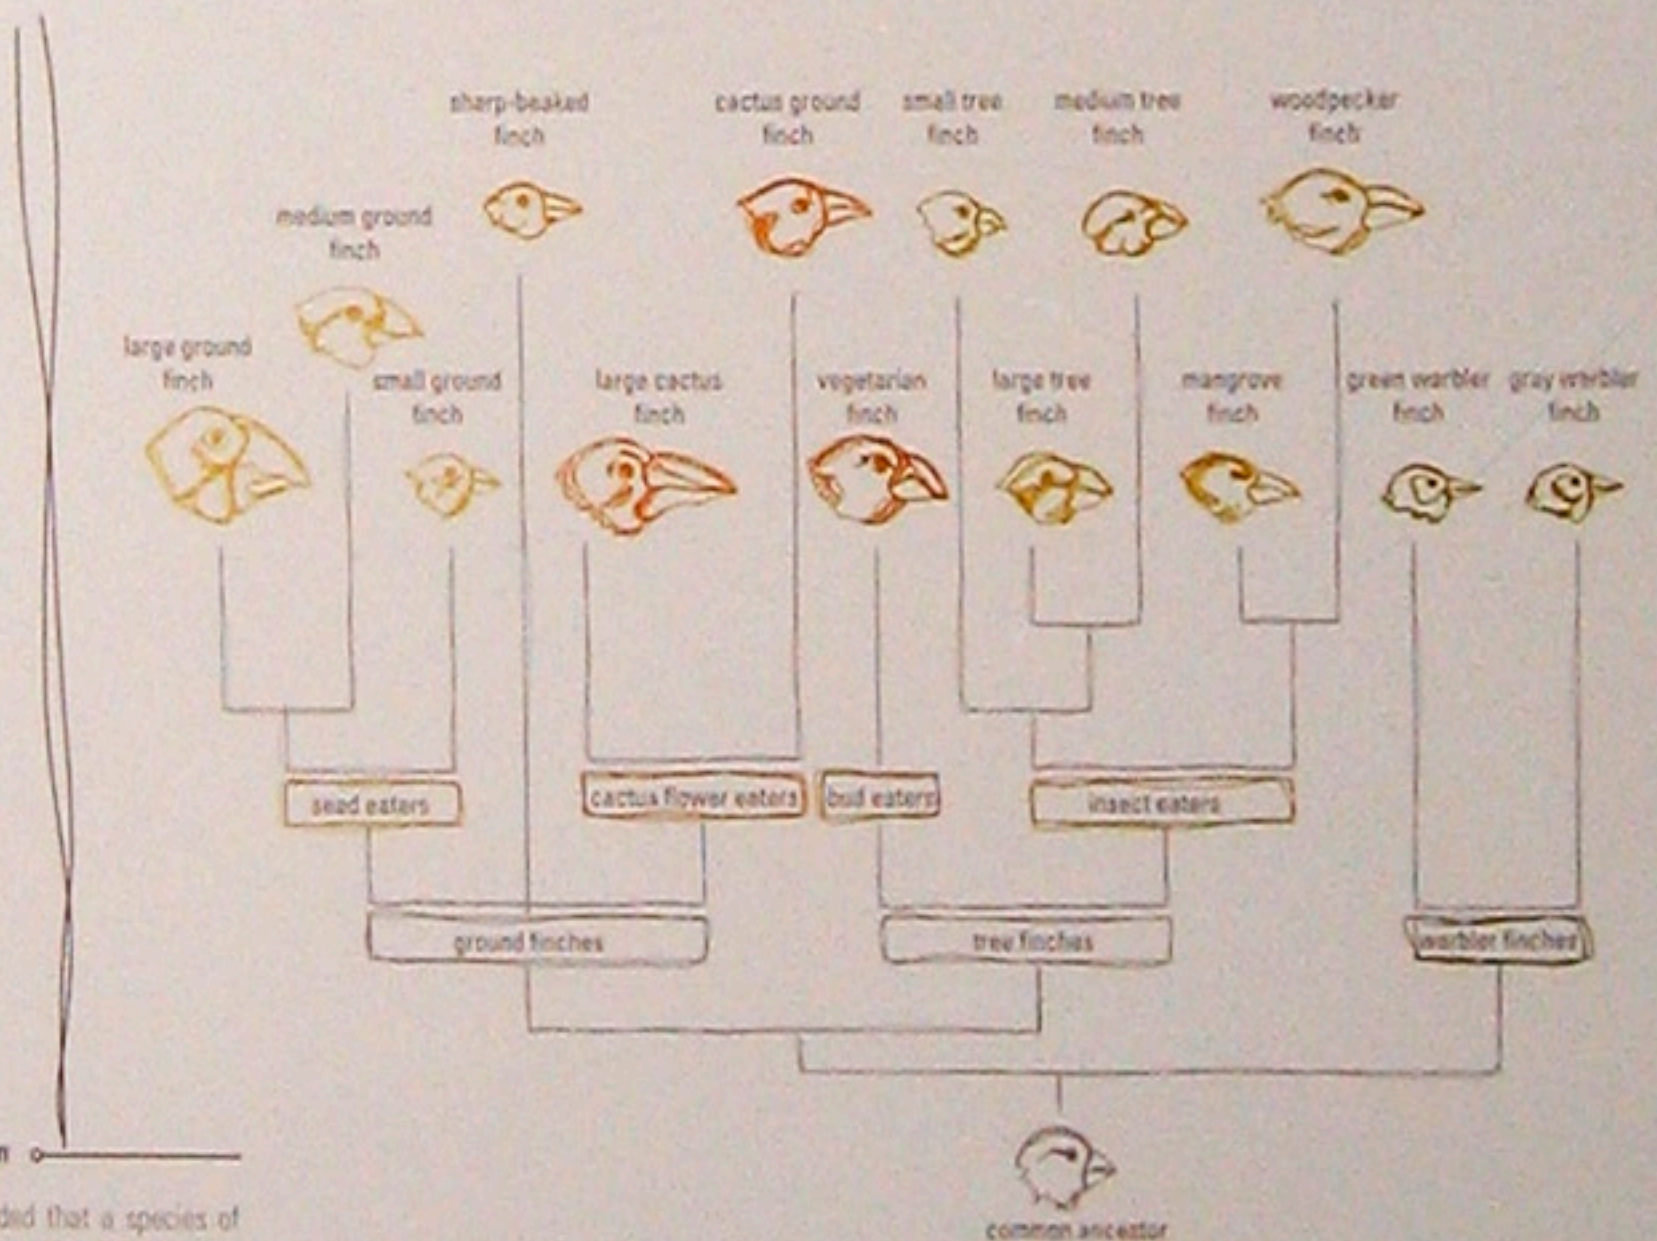 sharp-beaked
finch
cactus ground
finch
small tree
finch
medium tree
finch
woodpecker
finch
medium ground
finch
large ground
finch
small ground
finch
large cactus
finch
vegetarian
finch
large tree
finch
mangrove
finch
green warbler
finch
gray warbler
finch
seed eaters
cactus flower eaters
bud eaters
insect eaters
ground finches
tree finches
warbler finches
common ancestor
that a species of